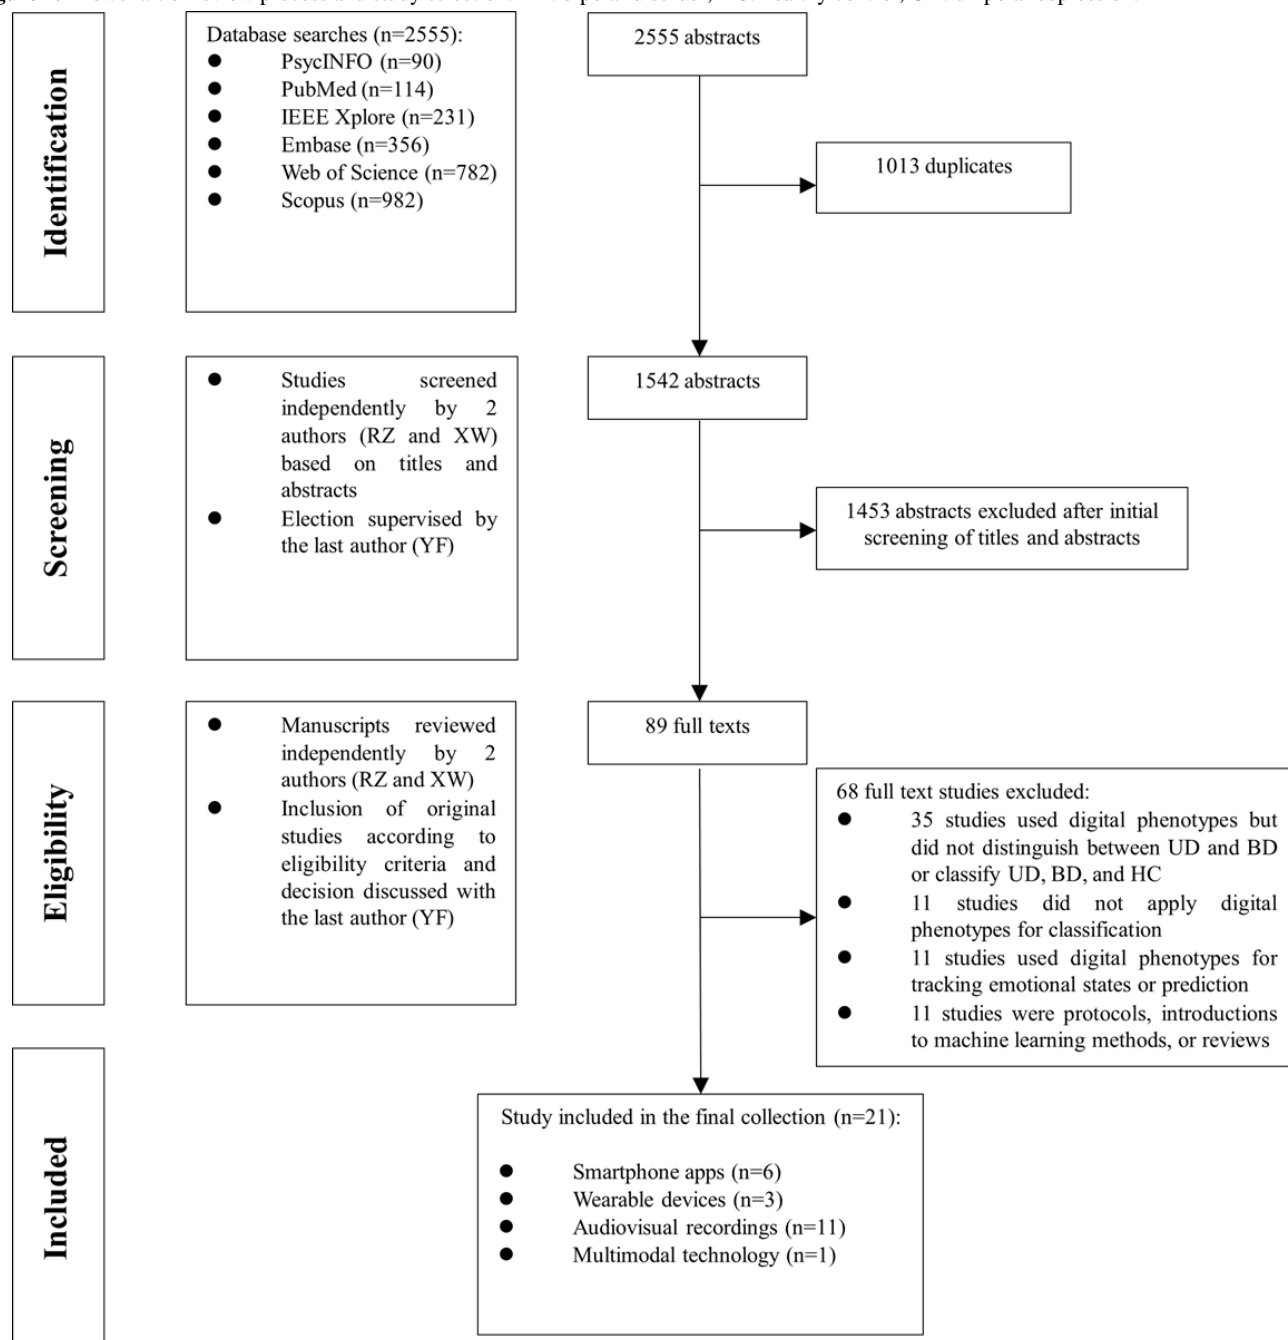 Identification
Database searches (n=2555):
● PsycINFO (n=90)
● PubMed (n=114)
● IEEE Xplore (n=231)
● Embase (n=356)
● Web of Science (n=782)
● Scopus (n=982)
2555 abstracts
1013 duplicates
Screening
● Studies screened
independently by 2
authors (RZ and XW)
based on titles and
abstracts
● Election supervised by
the last author (YF)
1542 abstracts
1453 abstracts excluded after initial
screening of titles and abstracts
Eligibility
● Manuscripts reviewed
independently by 2
authors (RZ and XW)
● Inclusion of original
studies according to
eligibility criteria and
decision discussed with
the last author (YF)
89 full texts
68 full text studies excluded:
● 35 studies used digital phenotypes but
did not distinguish between UD and BD
or classify UD, BD, and HC
● 11 studies did not apply digital
phenotypes for classification
● 11 studies used digital phenotypes for
tracking emotional states or prediction
● 11 studies were protocols, introductions
to machine learning methods, or reviews
Included
Study included in the final collection (n=21):
● Smartphone apps (n=6)
● Wearable devices (n=3)
● Audiovisual recordings (n=11)
● Multimodal technology (n=1)